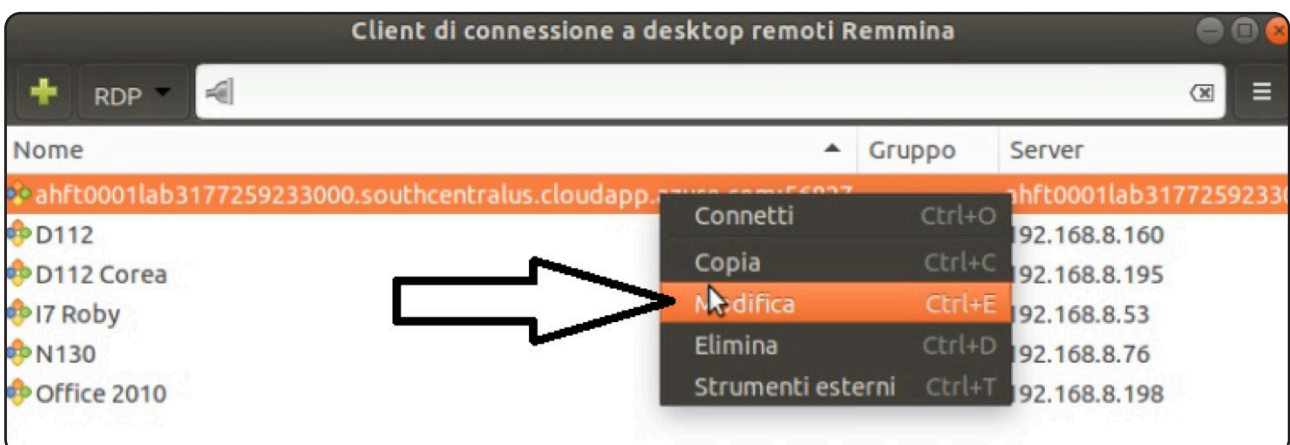 Client di connessione a desktop remoti Remmina
RDP
Nome Gruppo Server
ahft0001lab3177259233000.southcentralus.cloudapp.azure.com:56827 ahft0001lab317725923300
D112 192.168.8.160
D112 Corea 192.168.8.195
I7 Roby 192.168.8.53
N130 192.168.8.76
Office 2010 192.168.8.198
Connetti Ctrl+O
Copia Ctrl+C
Modifica Ctrl+E
Elimina Ctrl+D
Strumenti esterni Ctrl+T